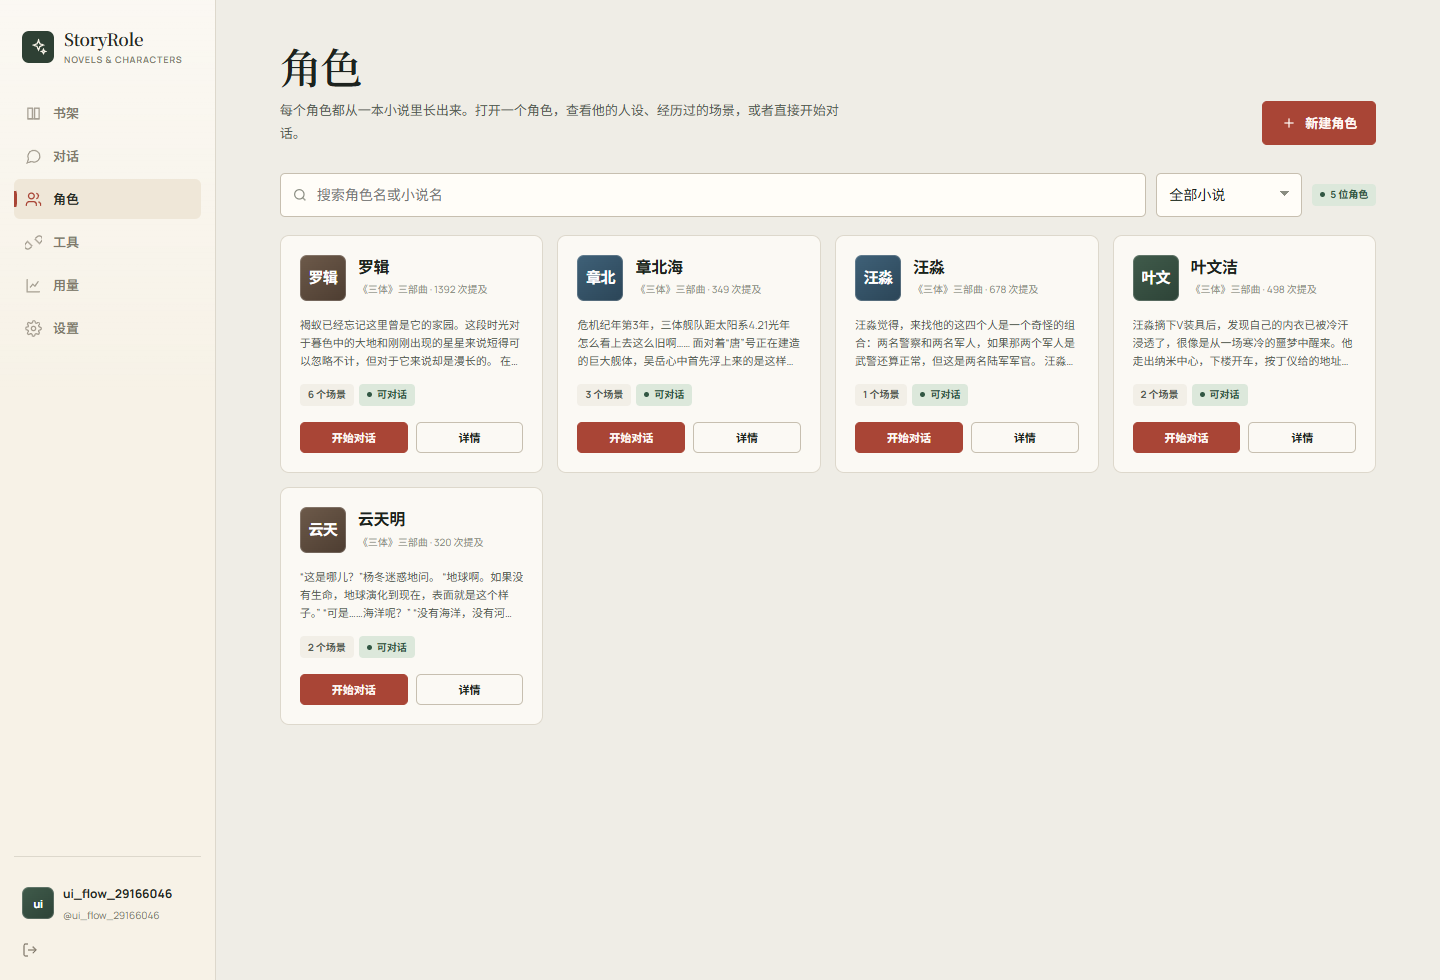 StoryRole
NOVELS & CHARACTERS
书架
对话
角色
工具
用量
设置
ui
ui_flow_29166046
@ui_flow_29166046
角色
每个角色都从一本小说里长出来。打开一个角色，查看他的人设、经历过的场景，或者直接开始对
话。
新建角色
搜索角色名或小说名
全部小说
5 位角色
罗辑
罗辑
《三体》三部曲 · 1392 次提及
褐蚁已经忘记这里曾是它的家园。这段时光对
于暮色中的大地和刚刚出现的星星来说短得可
以忽略不计，但对于它来说却是漫长的。 在…
6 个场景
可对话
开始对话
详情
章北
章北海
《三体》三部曲 · 349 次提及
危机纪年第3年，三体舰队距太阳系4.21光年
怎么看上去这么旧啊…… 面对着“唐”号正在建造
的巨大舰体，吴岳心中首先浮上来的是这样…
3 个场景
可对话
开始对话
详情
汪淼
汪淼
《三体》三部曲 · 678 次提及
汪淼觉得，来找他的这四个人是一个奇怪的组
合：两名警察和两名军人，如果那两个军人是
武警还算正常，但这是两名陆军军官。 汪淼…
1 个场景
可对话
开始对话
详情
叶文
叶文洁
《三体》三部曲 · 498 次提及
汪淼摘下V装具后，发现自己的内衣已被冷汗
浸透了，很像是从一场寒冷的噩梦中醒来。他
走出纳米中心，下楼开车，按丁仪给的地址…
2 个场景
可对话
开始对话
详情
云天
云天明
《三体》三部曲 · 320 次提及
“这是哪儿？”杨冬迷惑地问。 “地球啊。如果没
有生命，地球演化到现在，表面就是这个样
子。” “可是……海洋呢？” “没有海洋，没有河…
2 个场景
可对话
开始对话
详情